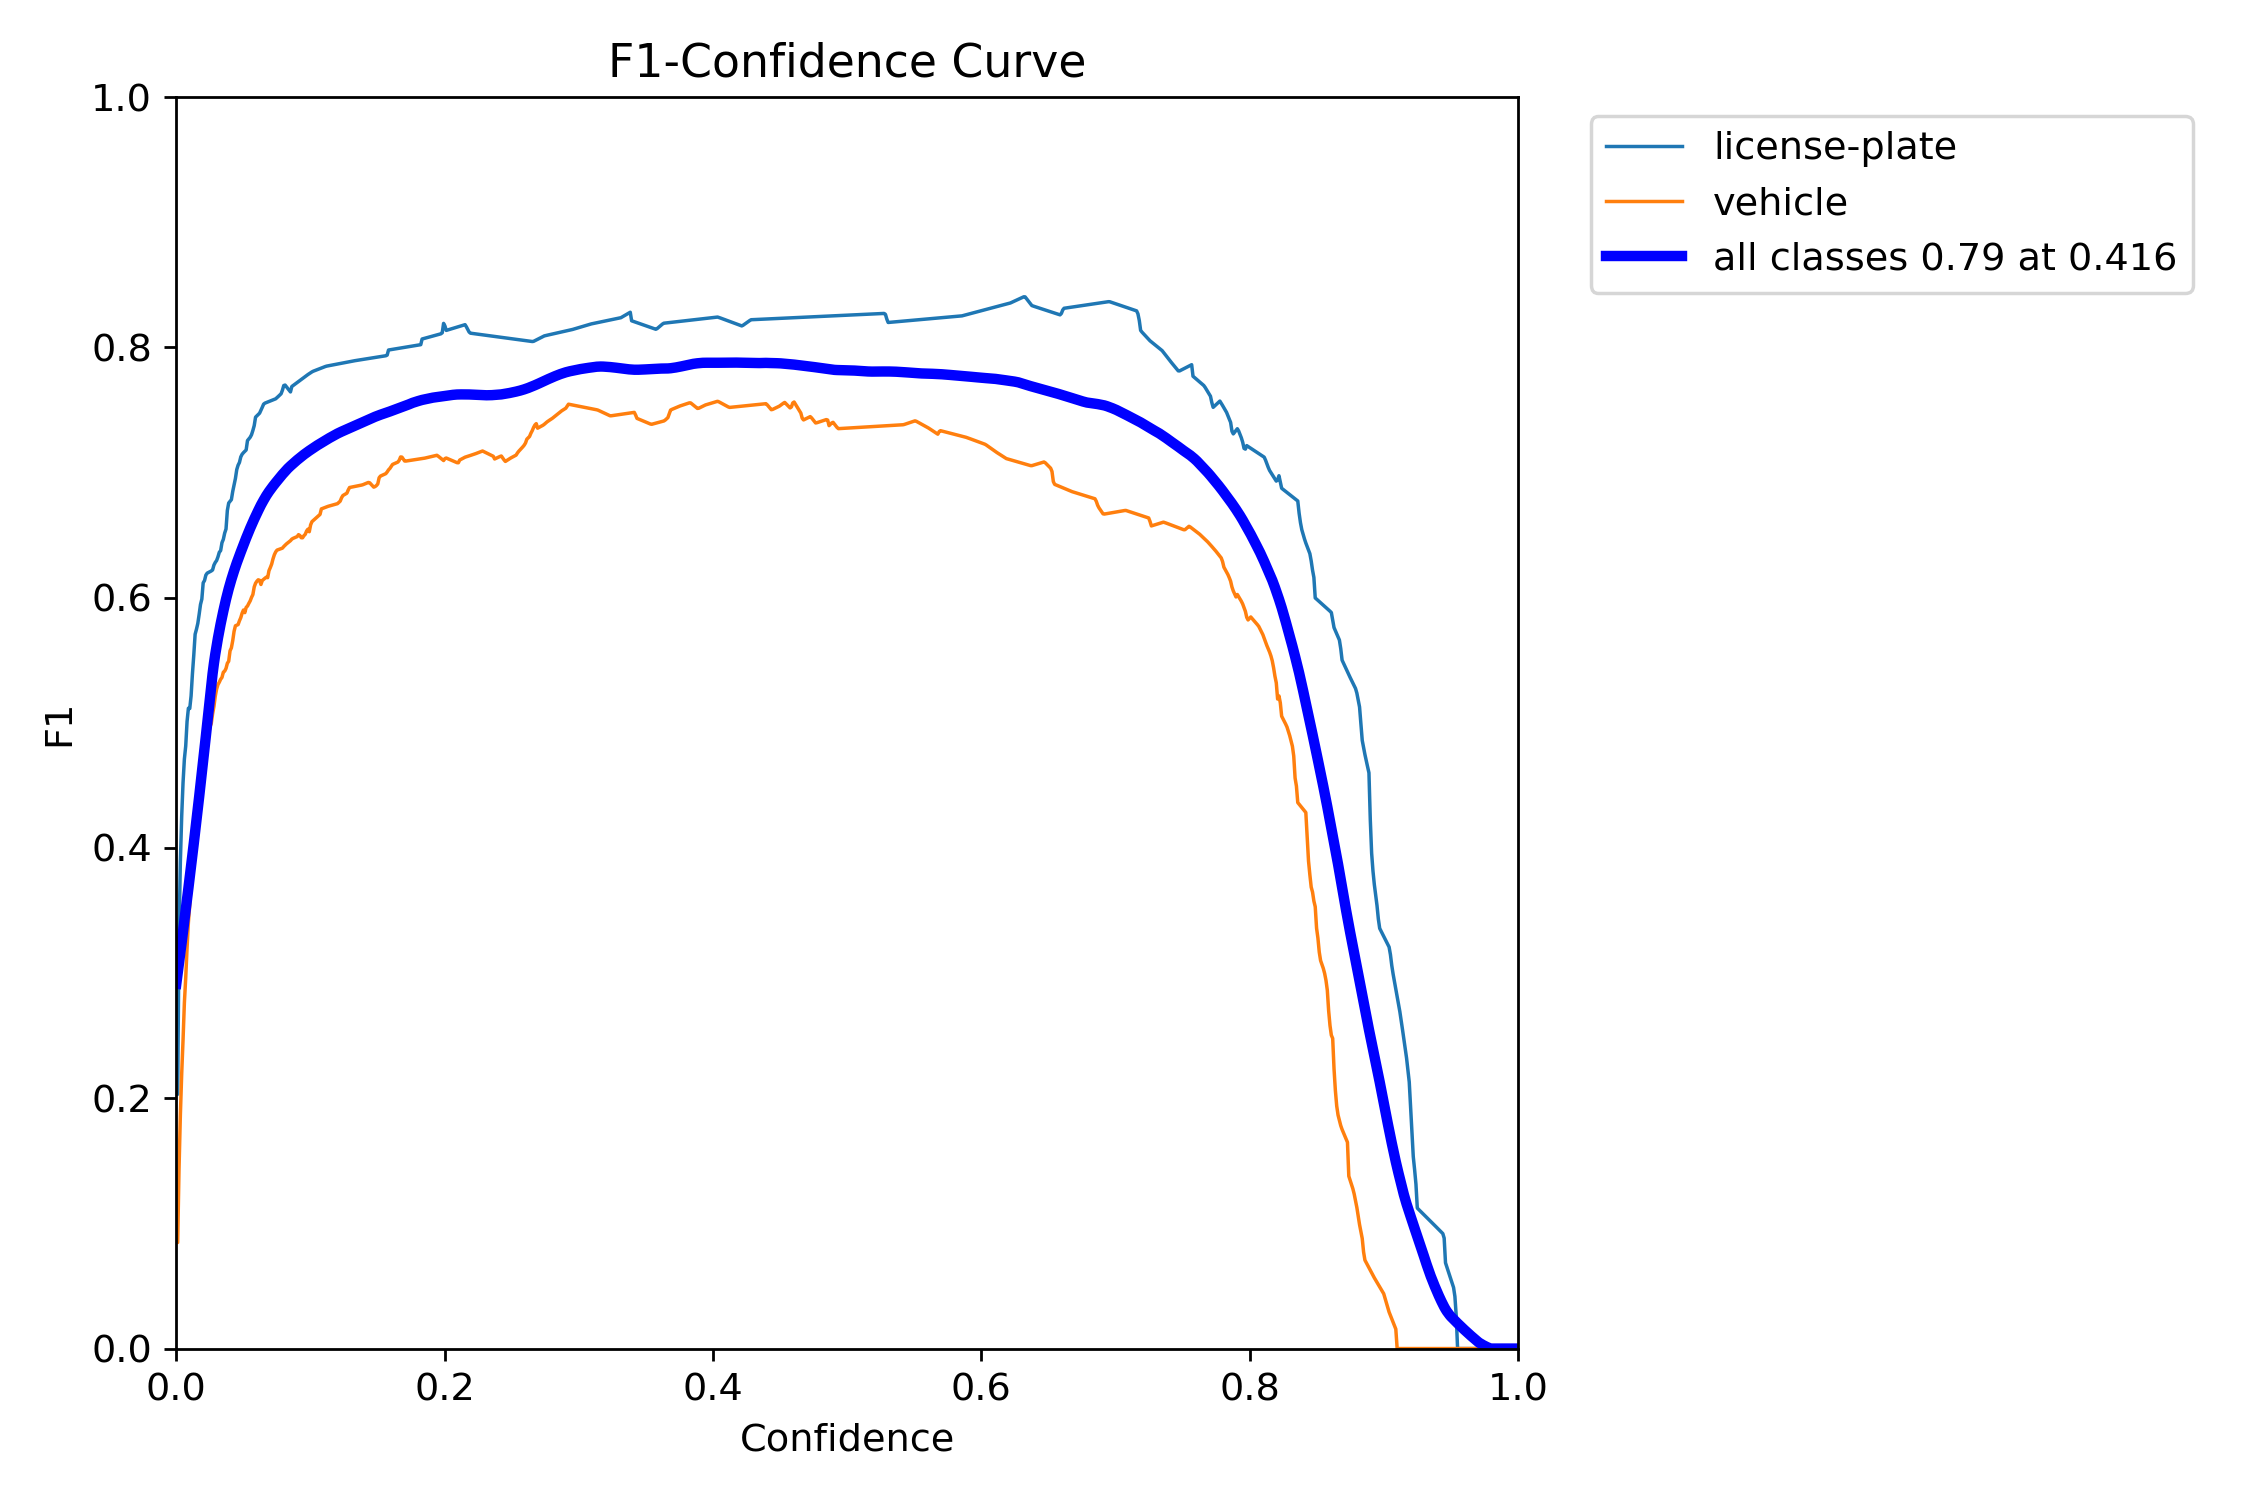 F1-Confidence Curve
1.0
0.8
0.6
0.4
0.2
0.0
F1
0.0 0.2 0.4 0.6 0.8 1.0
Confidence
license-plate
vehicle
all classes 0.79 at 0.416